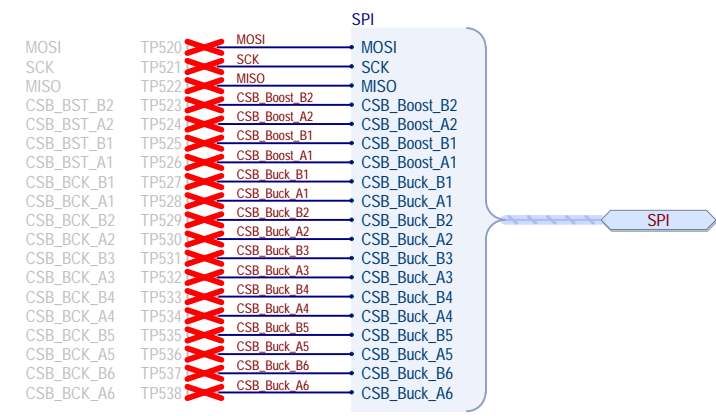 SPI
MOSI TP520 MOSI MOSI
SCK TP521 SCK SCK
MISO TP522 MISO MISO
CSB_BST_B2 TP523 CSB_Boost_B2 CSB_Boost_B2
CSB_BST_A2 TP524 CSB_Boost_A2 CSB_Boost_A2
CSB_BST_B1 TP525 CSB_Boost_B1 CSB_Boost_B1
CSB_BST_A1 TP526 CSB_Boost_A1 CSB_Boost_A1
CSB_BCK_B1 TP527 CSB_Buck_B1 CSB_Buck_B1
CSB_BCK_A1 TP528 CSB_Buck_A1 CSB_Buck_A1
CSB_BCK_B2 TP529 CSB_Buck_B2 CSB_Buck_B2 SPI
CSB_BCK_A2 TP530 CSB_Buck_A2 CSB_Buck_A2
CSB_BCK_B3 TP531 CSB_Buck_B3 CSB_Buck_B3
CSB_BCK_A3 TP532 CSB_Buck_A3 CSB_Buck_A3
CSB_BCK_B4 TP533 CSB_Buck_B4 CSB_Buck_B4
CSB_BCK_A4 TP534 CSB_Buck_A4 CSB_Buck_A4
CSB_BCK_B5 TP535 CSB_Buck_B5 CSB_Buck_B5
CSB_BCK_A5 TP536 CSB_Buck_A5 CSB_Buck_A5
CSB_BCK_B6 TP537 CSB_Buck_B6 CSB_Buck_B6
CSB_BCK_A6 TP538 CSB_Buck_A6 CSB_Buck_A6